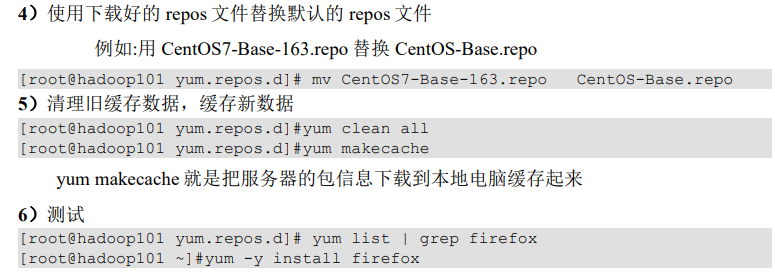 4）使用下载好的 repos 文件替换默认的 repos 文件
例如:用 CentOS7-Base-163.repo 替换 CentOS-Base.repo
[root@hadoop101 yum.repos.d]# mv CentOS7-Base-163.repo   CentOS-Base.repo
5）清理旧缓存数据，缓存新数据
[root@hadoop101 yum.repos.d]#yum clean all
[root@hadoop101 yum.repos.d]#yum makecache
yum makecache 就是把服务器的包信息下载到本地电脑缓存起来
6）测试
[root@hadoop101 yum.repos.d]# yum list | grep firefox
[root@hadoop101 ~]#yum -y install firefox